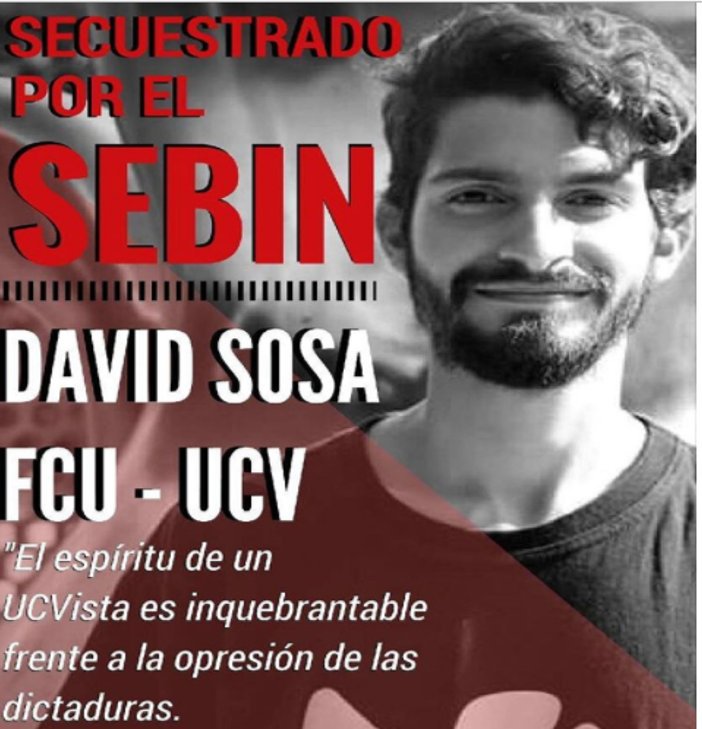 SECUESTRADO
POR EL
SEBIN
DAVID SOSA
FCU - UCV
"El espíritu de un
UCVista es inquebrantable
frente a la opresión de las
dictaduras.